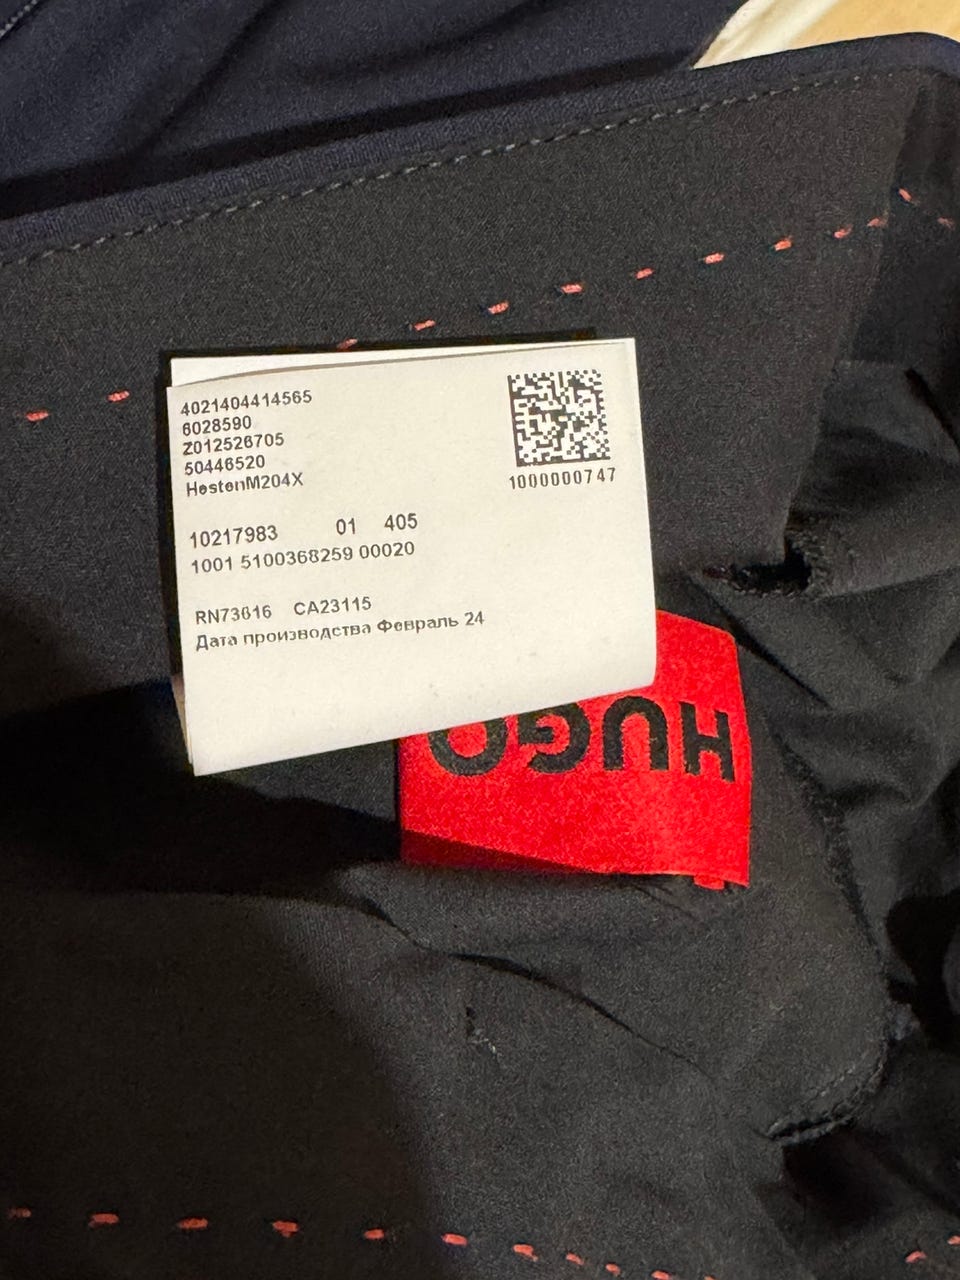 4021404414565
6028590
Z012526705
50446520
HestenM204X
1000000747
10217983 01 405
1001 5100368259 00020
RN73616 CA23115
Дата производства Февраль 24
HUGO